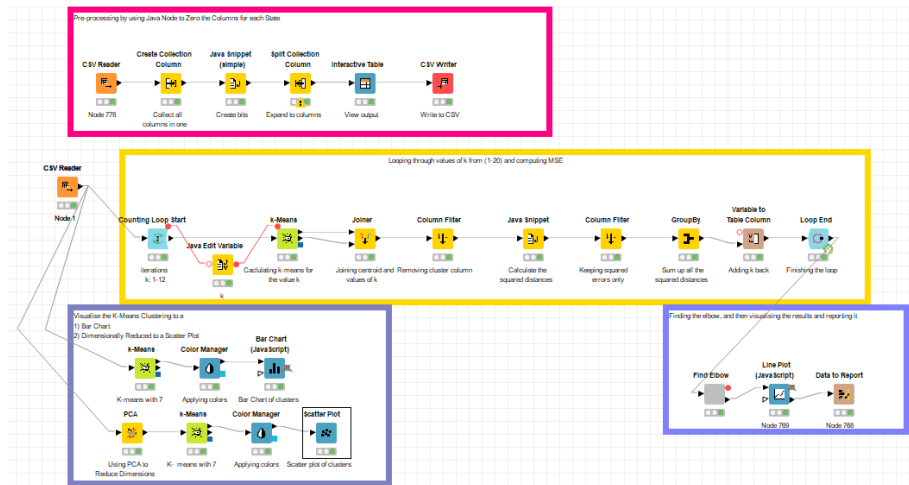 Pre-processing by using Java Node to Zero the Columns for each State
CSV Reader
Create Collection
Column
Java Snippet
(simple)
Split Collection
Column
Interactive Table
CSV Writer
Node 778
Collect all
columns in one
Create bits
Expand to columns
View output
Write to CSV
CSV Reader
Node 1
Looping through values of k from (1-20) and computing MSE
Counting Loop Start
Java Edit Variable
k-Means
Joiner
Column Filter
Java Snippet
Column Filter
GroupBy
Variable to
Table Column
Loop End
iterations
k: 1-12
k
Caclulating k-means for
the value k
Joining centroid and
values of k
Removing cluster column
Calculate the
squared distances
Keeping squared
errors only
Sum up all the
squared distances
Adding k back
Finishing the loop
Visualise the K-Means Clustering to a
1) Bar Chart
2) Dimensionally Reduced to a Scatter Plot
k-Means
Color Manager
Bar Chart
(JavaScript)
K-means with 7
Applying colors
Bar Chart of clusters
PCA
k-Means
Color Manager
Scatter Plot
Using PCA to
Reduce Dimensions
K- means with 7
Applying colors
Scatter plot of clusters
Finding the elbow, and then visualising the results and reporting it
Find Elbow
Line Plot
(JavaScript)
Data to Report
Node 769
Node 768